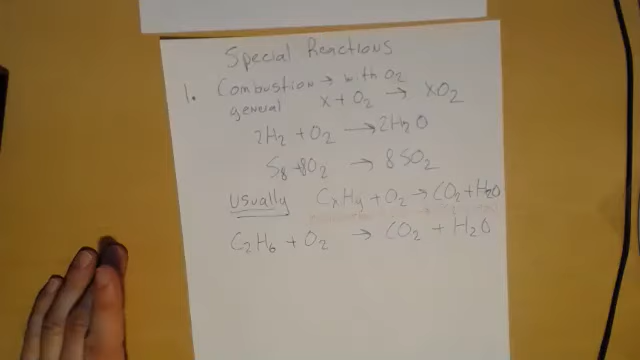 Special Reactions
1. Combustion → with O₂
general x + O₂ → xO₂
2H₂ + O₂ → 2H₂O
S₈ + 8O₂ → 8 SO₂
usually CₓHy + O₂ → CO₂ + H₂O
C₂H₆ + O₂ → CO₂ + H₂O